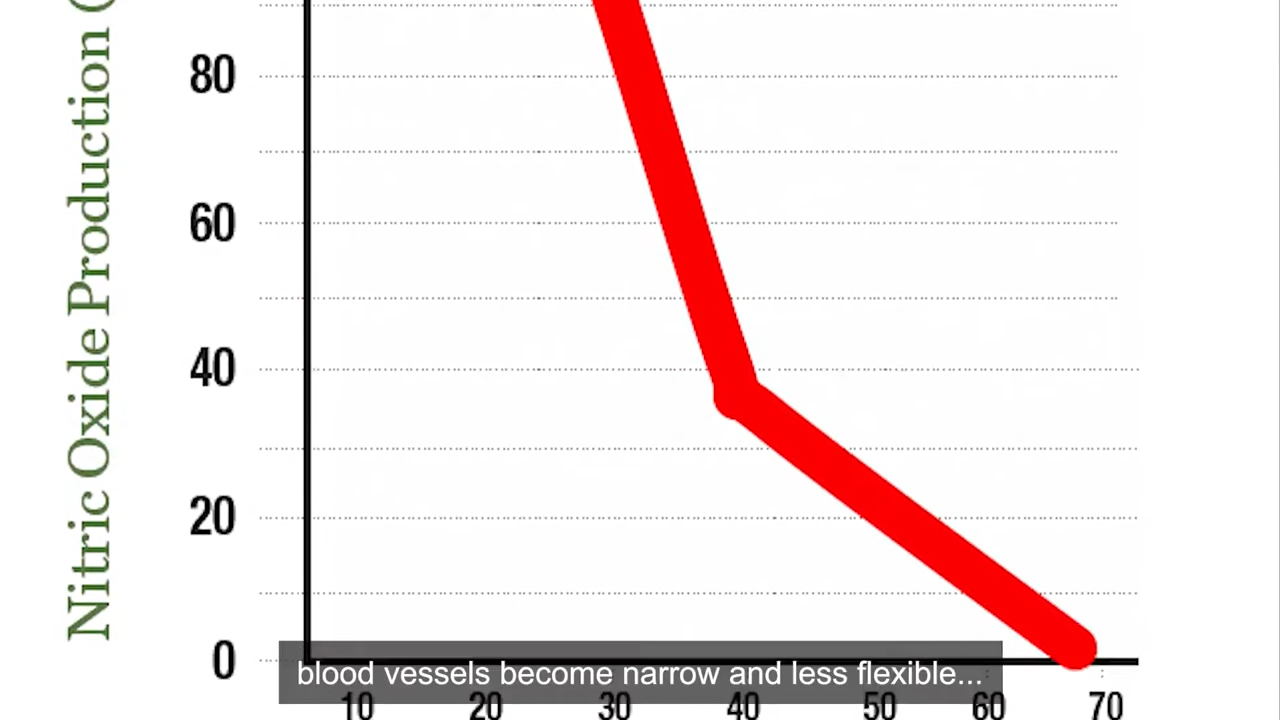 Nitric Oxide Production (
80
60
40
20
0
blood vessels become narrow and less flexible...
10 20 30 40 50 60 70